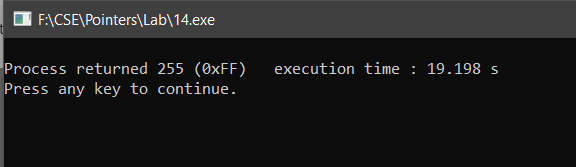 F:\CSE\Pointers\Lab\14.exe
Process returned 255 (0xFF)   execution time : 19.198 s
Press any key to continue.